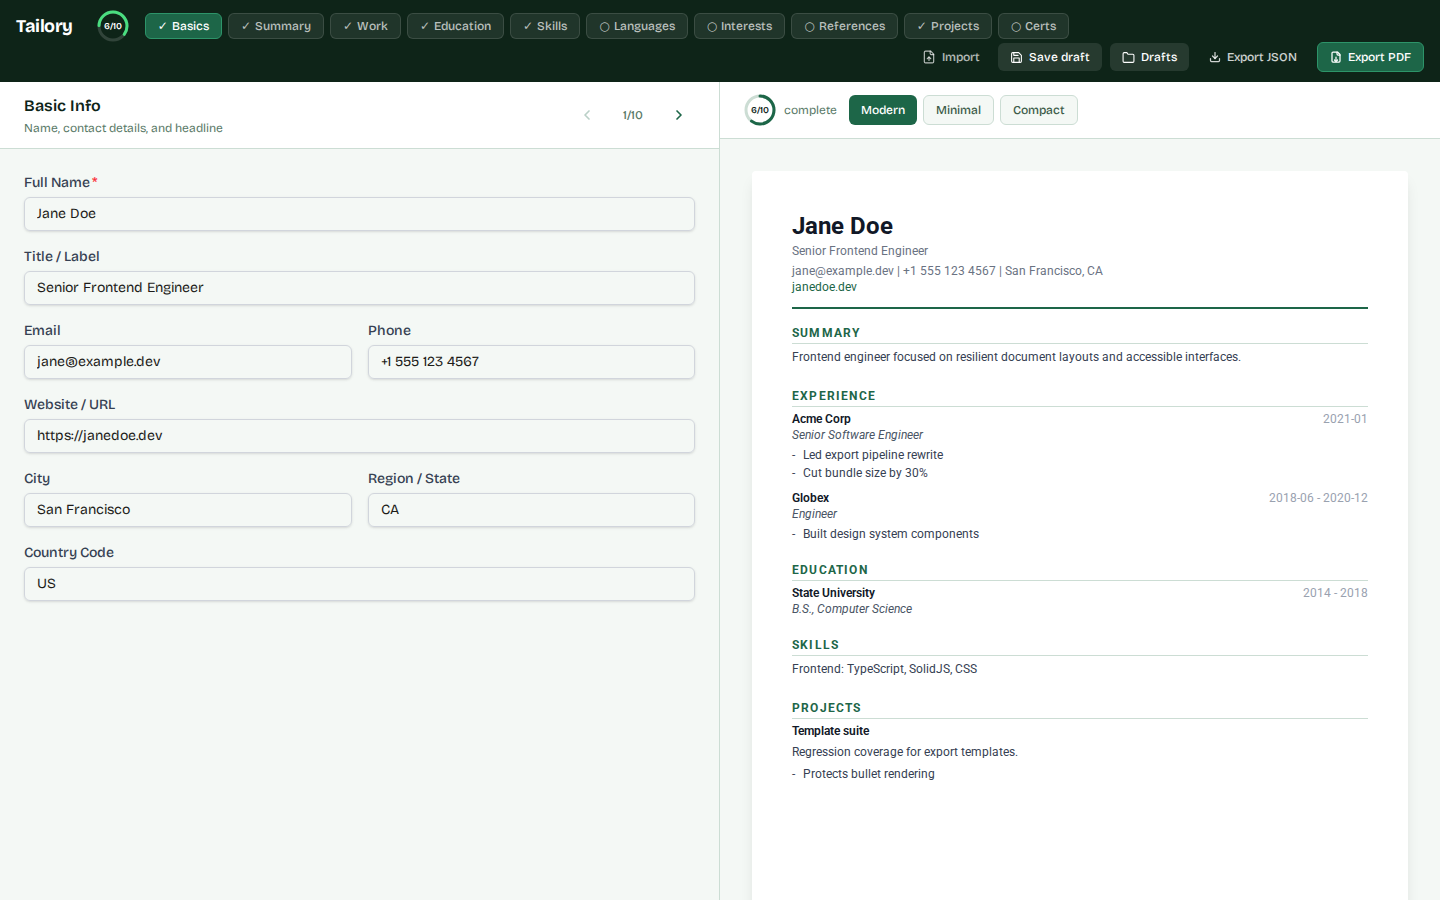 Tailory
6/10
✓ Basics
✓ Summary
✓ Work
✓ Education
✓ Skills
○ Languages
○ Interests
○ References
✓ Projects
○ Certs
Import
Save draft
Drafts
Export JSON
Export PDF
Basic Info
Name, contact details, and headline
1/10
Full Name*
Jane Doe
Title / Label
Senior Frontend Engineer
Email
Phone
jane@example.dev
+1 555 123 4567
Website / URL
https://janedoe.dev
City
Region / State
San Francisco
CA
Country Code
US
6/10
complete
Modern
Minimal
Compact
Jane Doe
Senior Frontend Engineer
jane@example.dev | +1 555 123 4567 | San Francisco, CA
janedoe.dev
SUMMARY
Frontend engineer focused on resilient document layouts and accessible interfaces.
EXPERIENCE
Acme Corp 2021-01
Senior Software Engineer
- Led export pipeline rewrite
- Cut bundle size by 30%
Globex 2018-06 - 2020-12
Engineer
- Built design system components
EDUCATION
State University 2014 - 2018
B.S., Computer Science
SKILLS
Frontend: TypeScript, SolidJS, CSS
PROJECTS
Template suite
Regression coverage for export templates.
- Protects bullet rendering